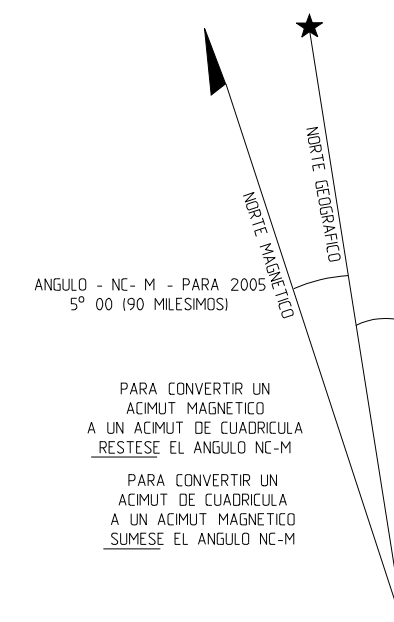 NORTE GEOGRAFICO
NORTE MAGNETICO
ANGULO - NC- M - PARA 2005
5º 00 (90 MILESIMOS)
PARA CONVERTIR UN
ACIMUT MAGNETICO
A UN ACIMUT DE CUADRICULA
RESTESE EL ANGULO NC-M
PARA CONVERTIR UN
ACIMUT DE CUADRICULA
A UN ACIMUT MAGNETICO
SUMESE EL ANGULO NC-M